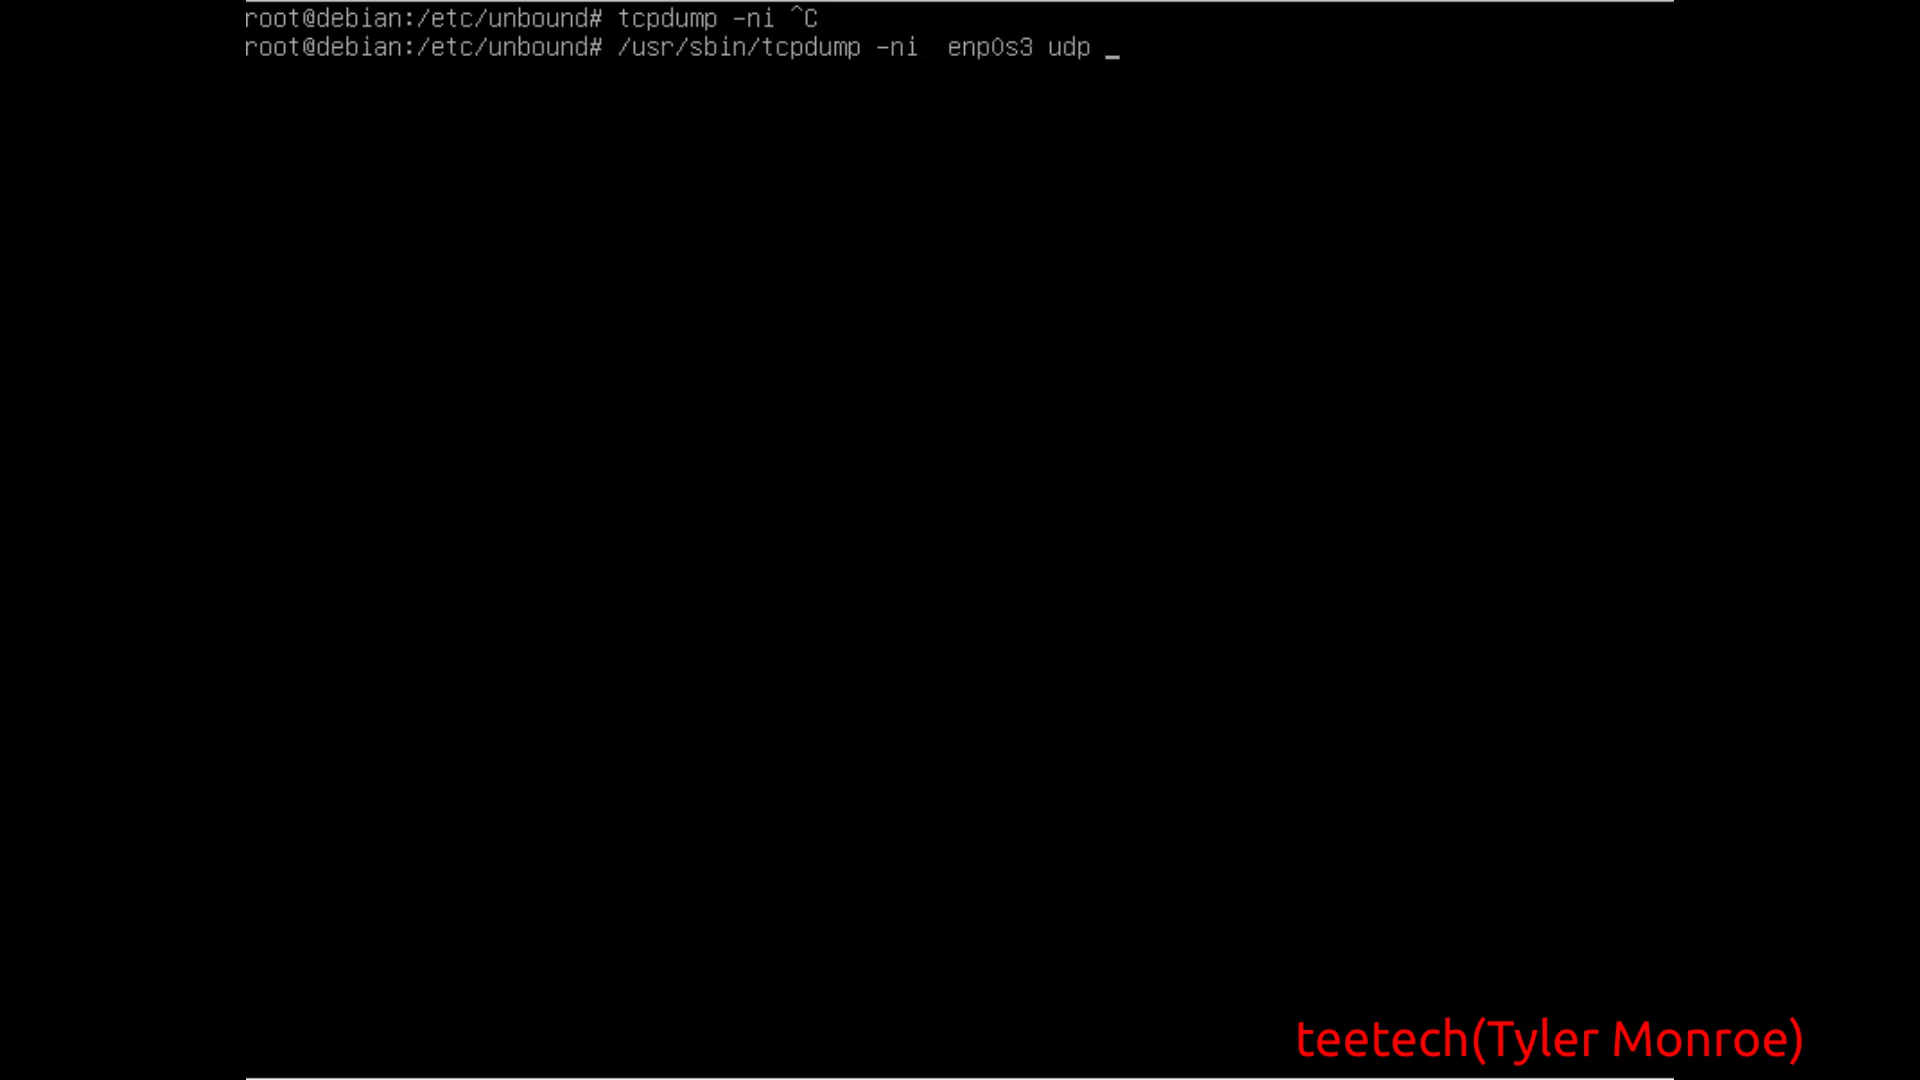 root@debian:/etc/unbound# tcpdump -ni ^C
root@debian:/etc/unbound# /usr/sbin/tcpdump -ni  enp0s3 udp _
teetech(Tyler Monroe)